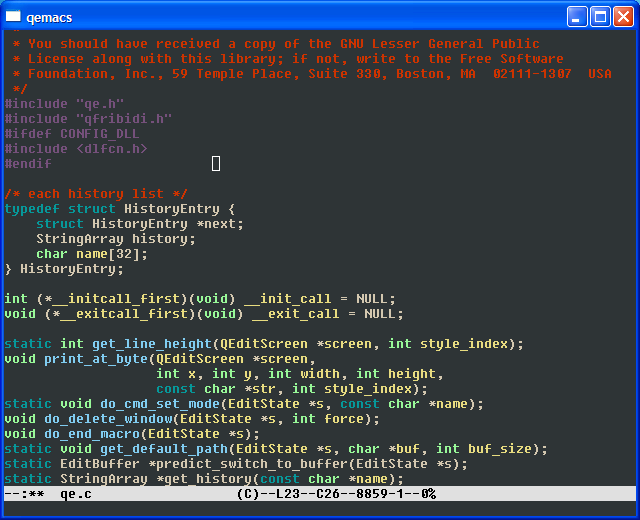 qemacs
*
* You should have received a copy of the GNU Lesser General Public
* License along with this library; if not, write to the Free Software
* Foundation, Inc., 59 Temple Place, Suite 330, Boston, MA  02111-1307  USA
*/
#include "qe.h"
#include "qfribidi.h"
#ifdef CONFIG_DLL
#include <dlfcn.h>
#endif
/* each history list */
typedef struct HistoryEntry {
    struct HistoryEntry *next;
    StringArray history;
    char name[32];
} HistoryEntry;
int (*__initcall_first)(void) __init_call = NULL;
void (*__exitcall_first)(void) __exit_call = NULL;
static int get_line_height(QEditScreen *screen, int style_index);
void print_at_byte(QEditScreen *screen,
                   int x, int y, int width, int height,
                   const char *str, int style_index);
static void do_cmd_set_mode(EditState *s, const char *name);
void do_delete_window(EditState *s, int force);
void do_end_macro(EditState *s);
static void get_default_path(EditState *s, char *buf, int buf_size);
static EditBuffer *predict_switch_to_buffer(EditState *s);
static StringArray *get_history(const char *name);
--:**  qe.c                  (C)--L23--C26--8859-1--0%